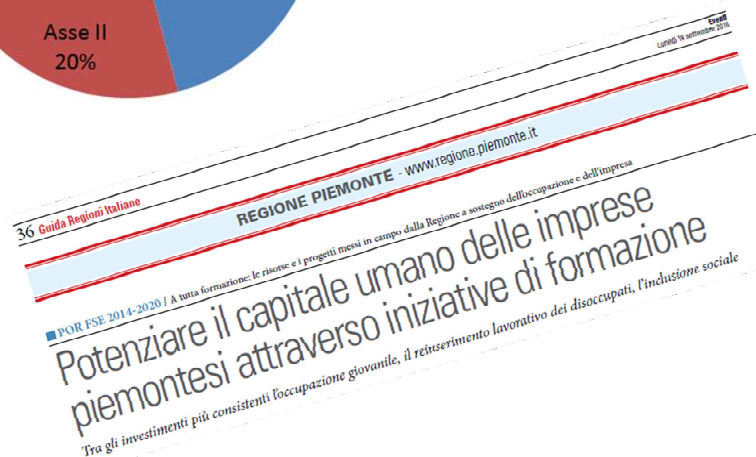 Asse II
20%
Eventi
Lunedì 19 settembre 2016
36 Guida Regioni Italiane
REGIONE PIEMONTE - www.regione.piemonte.it
POR FSE 2014-2020 / A tutta formazione: le risorse e i progetti messi in campo dalla Regione a sostegno dell'occupazione e dell'impresa
Potenziare il capitale umano delle imprese
piemontesi attraverso iniziative di formazione
Tra gli investimenti più consistenti l'occupazione giovanile, il reinserimento lavorativo dei disoccupati, l'inclusione sociale